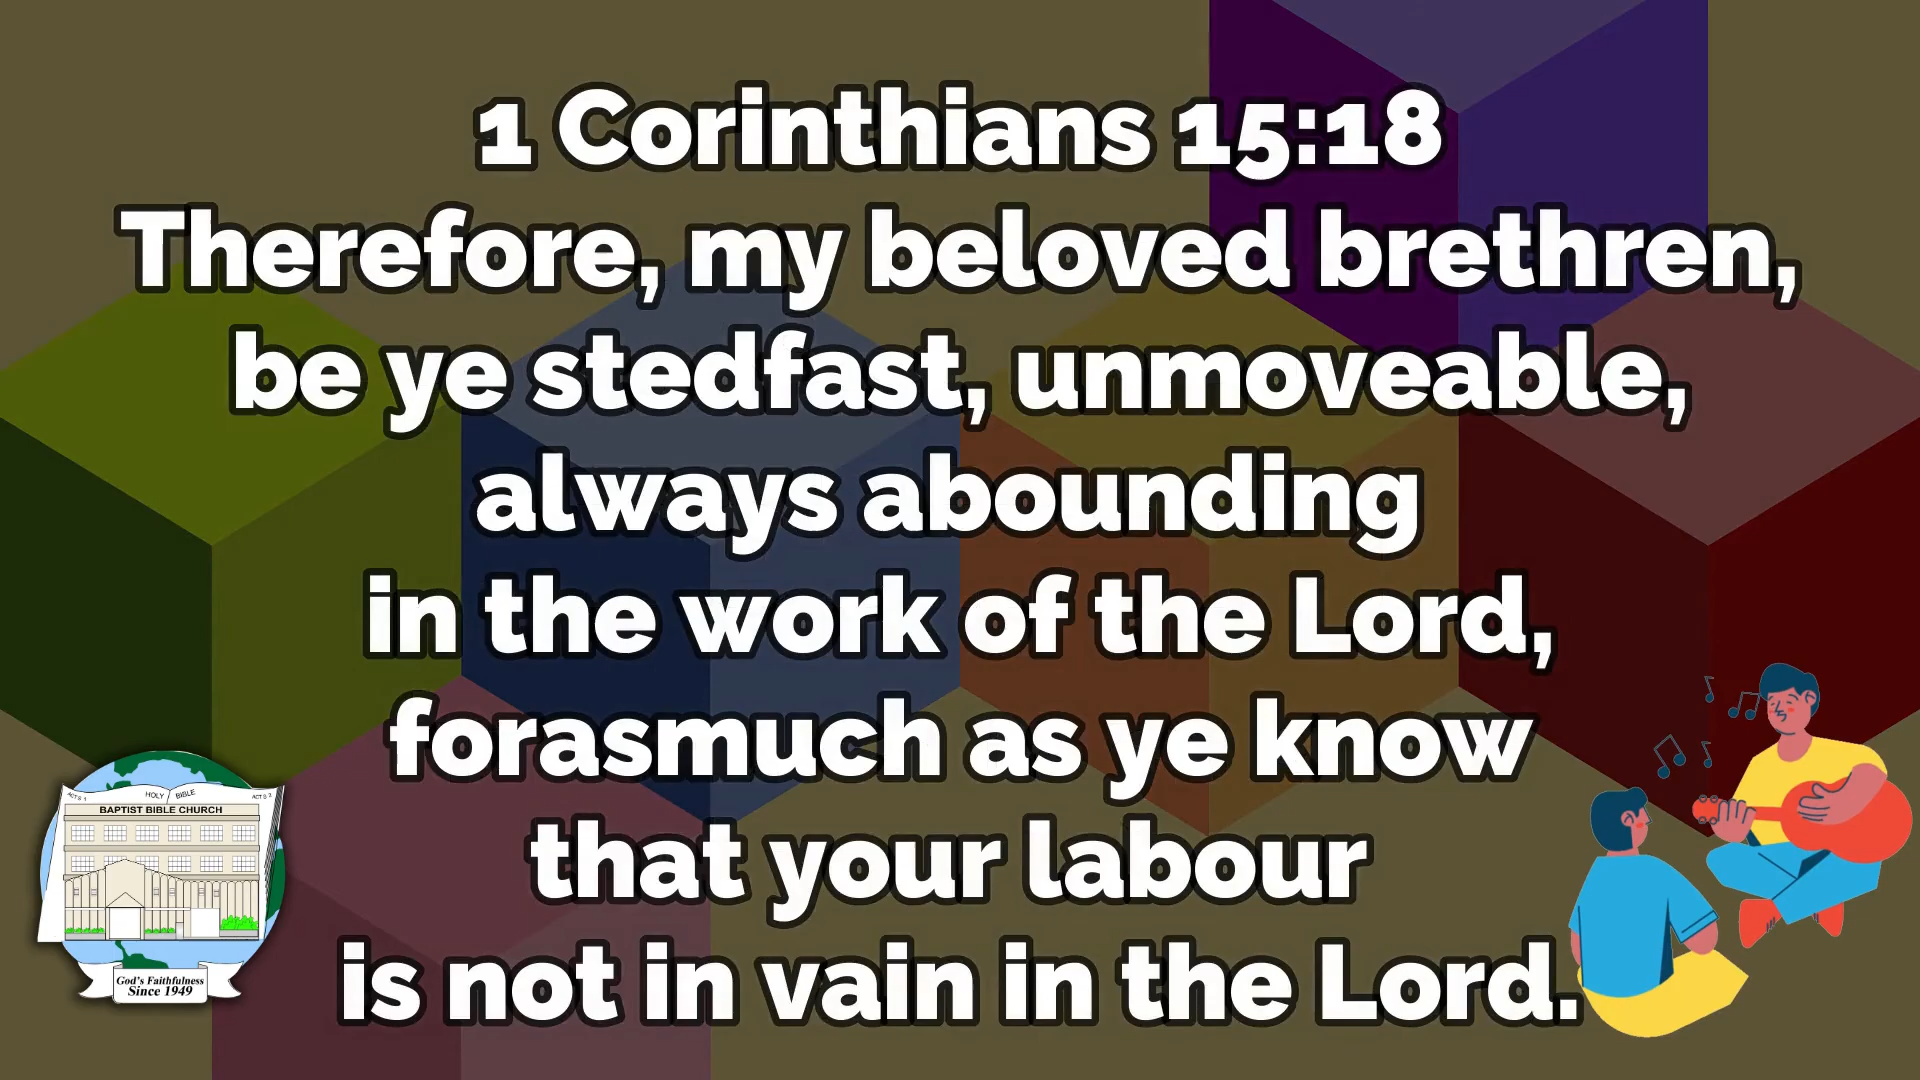 1 Corinthians 15:18
Therefore, my beloved brethren,
be ye stedfast, unmoveable,
always abounding
in the work of the Lord,
forasmuch as ye know
that your labour
is not in vain in the Lord.
ACTS 1 HOLY BIBLE ACTS 2
BAPTIST BIBLE CHURCH
God's Faithfulness
Since 1949